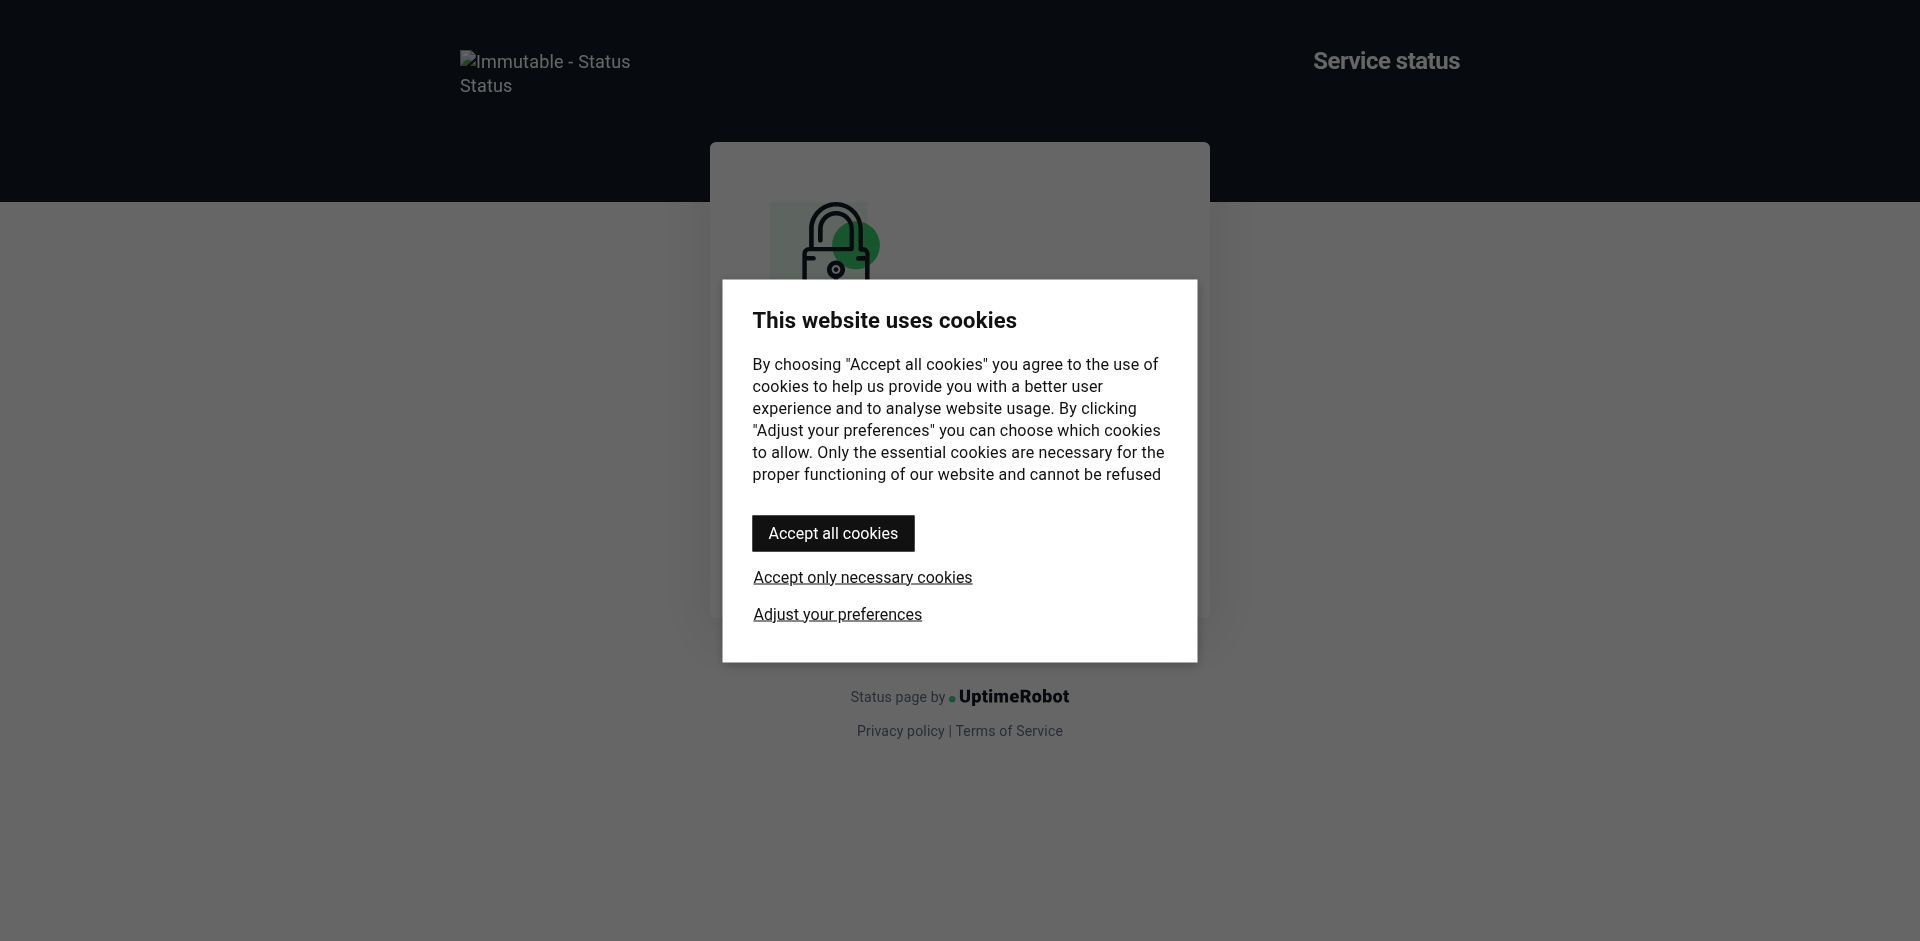 Immutable - Status
Status
Service status
This website uses cookies
By choosing "Accept all cookies" you agree to the use of
cookies to help us provide you with a better user
experience and to analyse website usage. By clicking
"Adjust your preferences" you can choose which cookies
to allow. Only the essential cookies are necessary for the
proper functioning of our website and cannot be refused
Accept all cookies
Accept only necessary cookies
Adjust your preferences
Status page by UptimeRobot
Privacy policy | Terms of Service